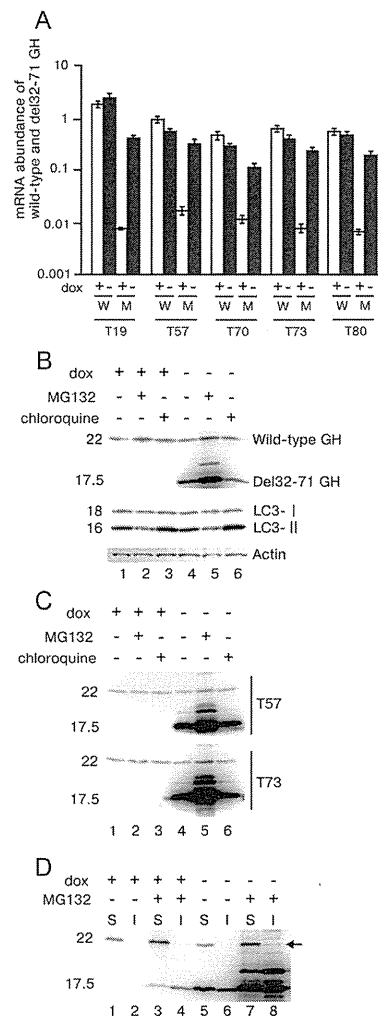 A
mRNA abundance of
wild-type and del32-71 GH
10
1
0.1
0.01
0.001
dox + - + - + - + - + - + - + - + - + - + -
W M W M W M W M W M
T19 T57 T70 T73 T80
B
dox + + + - - -
MG132 - + - - + -
chloroquine - - + - - +
22 Wild-type GH
17.5 Del32-71 GH
18 LC3-Ⅰ
16 LC3-Ⅱ
Actin
1 2 3 4 5 6
C
dox + + + - - -
MG132 - + - - + -
chloroquine - - + - - +
22
17.5
T57
22
17.5
T73
1 2 3 4 5 6
D
dox + + + + - - - -
MG132 - - + + - - + +
S I S I S I S I
22
17.5
1 2 3 4 5 6 7 8